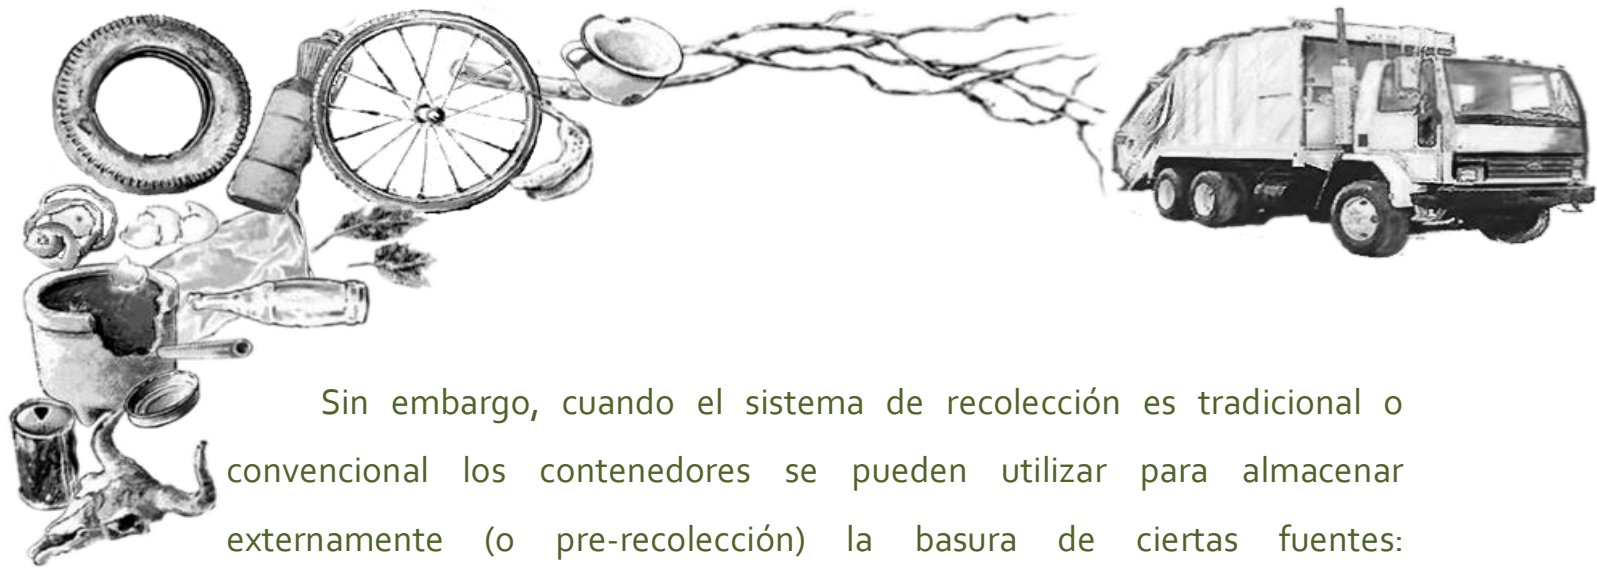 Sin embargo, cuando el sistema de recolección es tradicional o
convencional los contenedores se pueden utilizar para almacenar
externamente (o pre-recolección) la basura de ciertas fuentes: